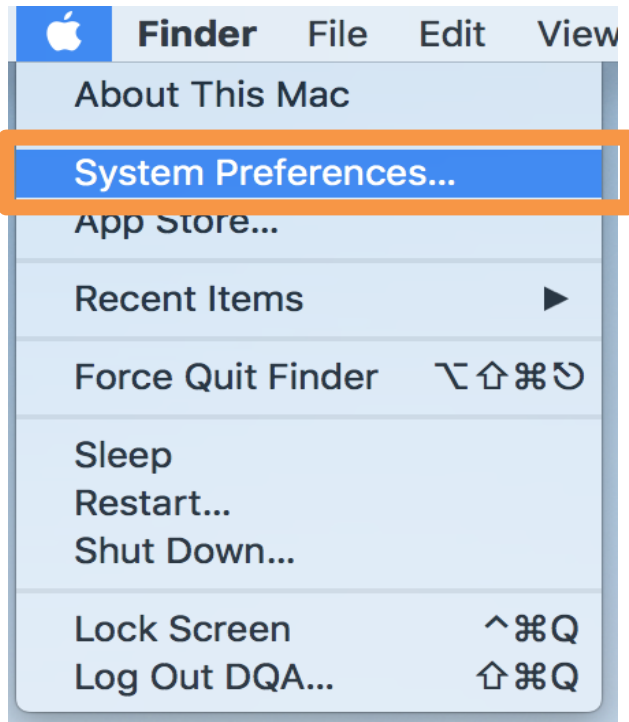 Finder File Edit View
About This Mac
System Preferences...
App Store...
Recent Items ▶
Force Quit Finder ⌥⇧⌘⎋
Sleep
Restart...
Shut Down...
Lock Screen ^⌘Q
Log Out DQA... ⇧⌘Q